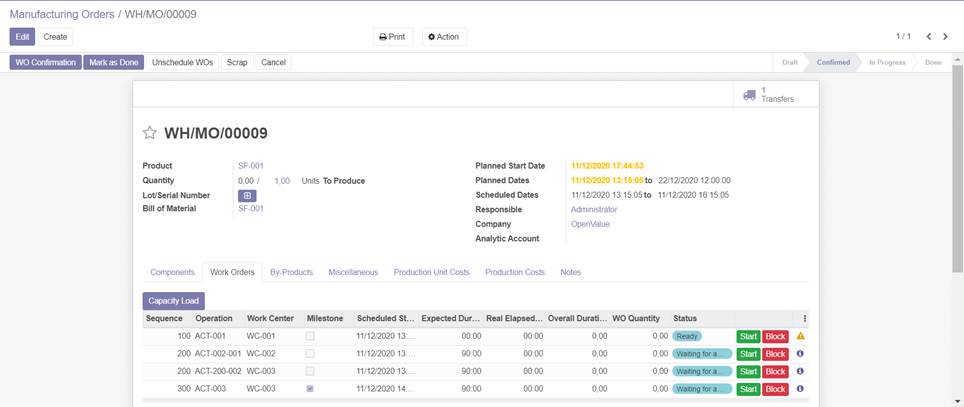 Manufacturing Orders / WH/MO/00009
Edit Create Print Action 1 / 1
WO Confirmation Mark as Done Unschedule WOs Scrap Cancel Draft Confirmed In Progress Done
1
Transfers
WH/MO/00009
Product SF-001 Planned Start Date 11/12/2020 17:44:53
Quantity 0,00 / 1,00 Units To Produce Planned Dates 11/12/2020 13:15:05 to 22/12/2020 12:00:00
Lot/Serial Number Scheduled Dates 11/12/2020 13:15:05 to 11/12/2020 16:15:05
Bill of Material SF-001 Responsible Administrator
Company OpenValue
Analytic Account
Components Work Orders By-Products Miscellaneous Production Unit Costs Production Costs Notes
Capacity Load
Sequence Operation Work Center Milestone Scheduled St... Expected Dur... Real Elapsed... Overall Durati... WO Quantity Status
100 ACT-001 WC-001 11/12/2020 13:... 00:00 00:00 0,00 0,00 Ready Start Block
200 ACT-002-001 WC-002 11/12/2020 13:... 90:00 00:00 0,00 0,00 Waiting for a... Start Block
200 ACT-200-002 WC-003 11/12/2020 13:... 90:00 00:00 0,00 0,00 Waiting for a... Start Block
300 ACT-003 WC-003 11/12/2020 14:... 90:00 00:00 0,00 0,00 Waiting for a... Start Block